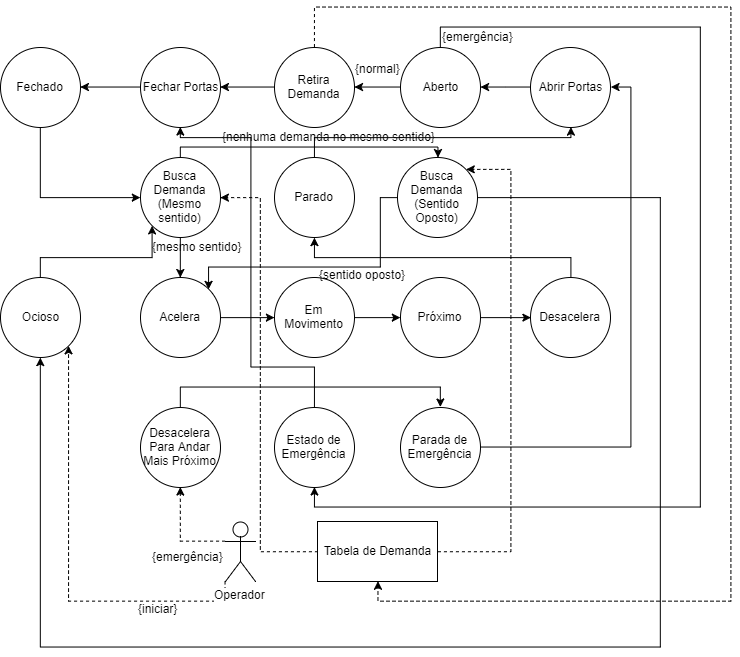 {emergência}
{normal}
Fechado
Fechar Portas
Retira
Demanda
Aberto
Abrir Portas
{nenhuma demanda no mesmo sentido}
Busca
Demanda
(Mesmo
sentido)
Parado
Busca
Demanda
(Sentido
Oposto)
{mesmo sentido}
{sentido oposto}
Ocioso
Acelera
Em
Movimento
Próximo
Desacelera
Desacelera
Para Andar
Mais Próximo
Estado de
Emergência
Parada de
Emergência
{emergência}
Tabela de Demanda
Operador
{iniciar}